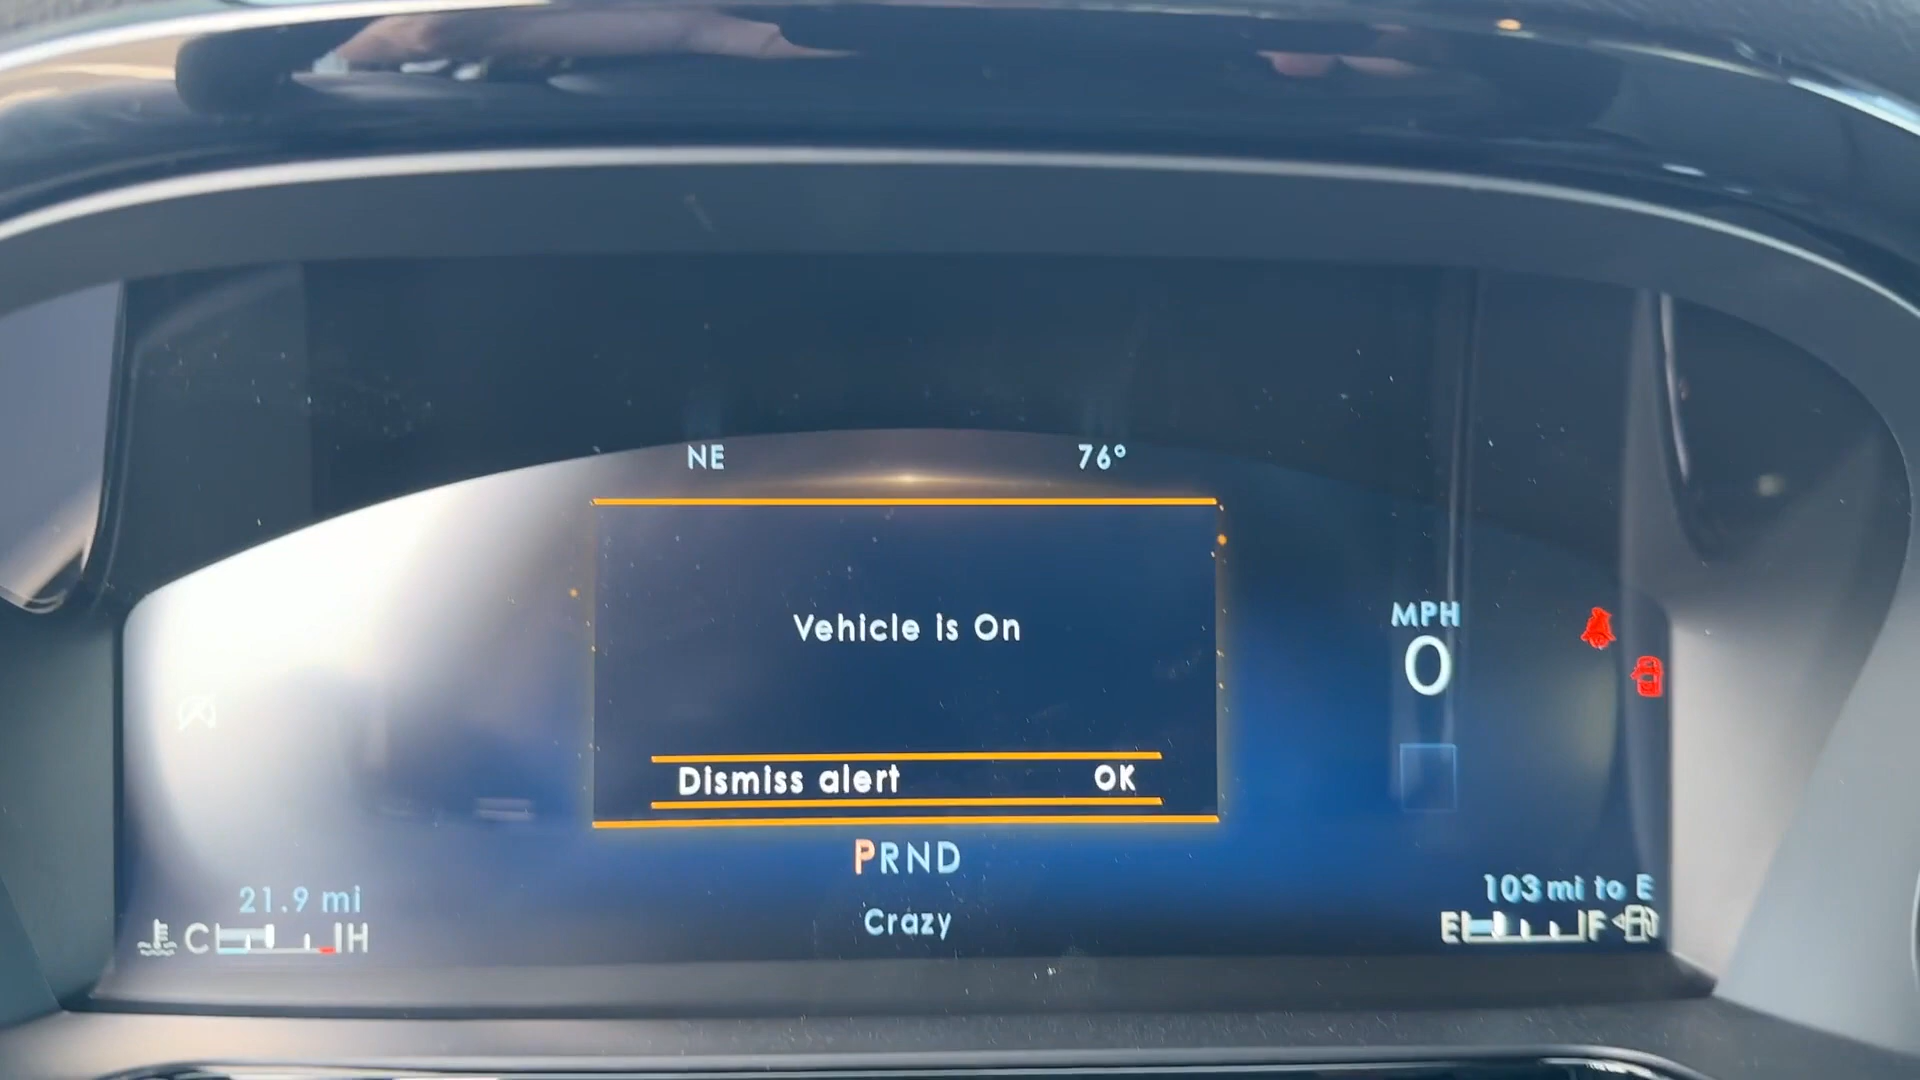 NE 76°
Vehicle is On
MPH
0
Dismiss alert OK
PRND
21.9 mi
103 mi to E
C H
Crazy
E F